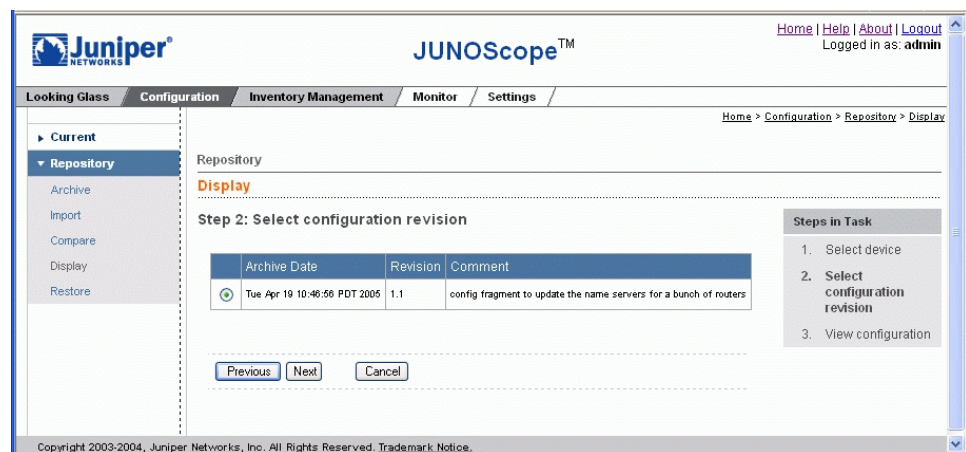 Home | Help | About | Logout
Juniper®
NETWORKS
JUNOScope™
Logged in as: admin
Looking Glass / Configuration / Inventory Management / Monitor / Settings /
Home > Configuration > Repository > Display
Current
Repository
Archive
Import
Compare
Display
Restore
Repository
Display
Step 2: Select configuration revision
Archive Date Revision Comment
Tue Apr 19 10:46:56 PDT 2005 1.1 config fragment to update the name servers for a bunch of routers
Previous Next Cancel
Steps in Task
1. Select device
2. Select
configuration
revision
3. View configuration
Copyright 2003-2004, Juniper Networks, Inc. All Rights Reserved. Trademark Notice.